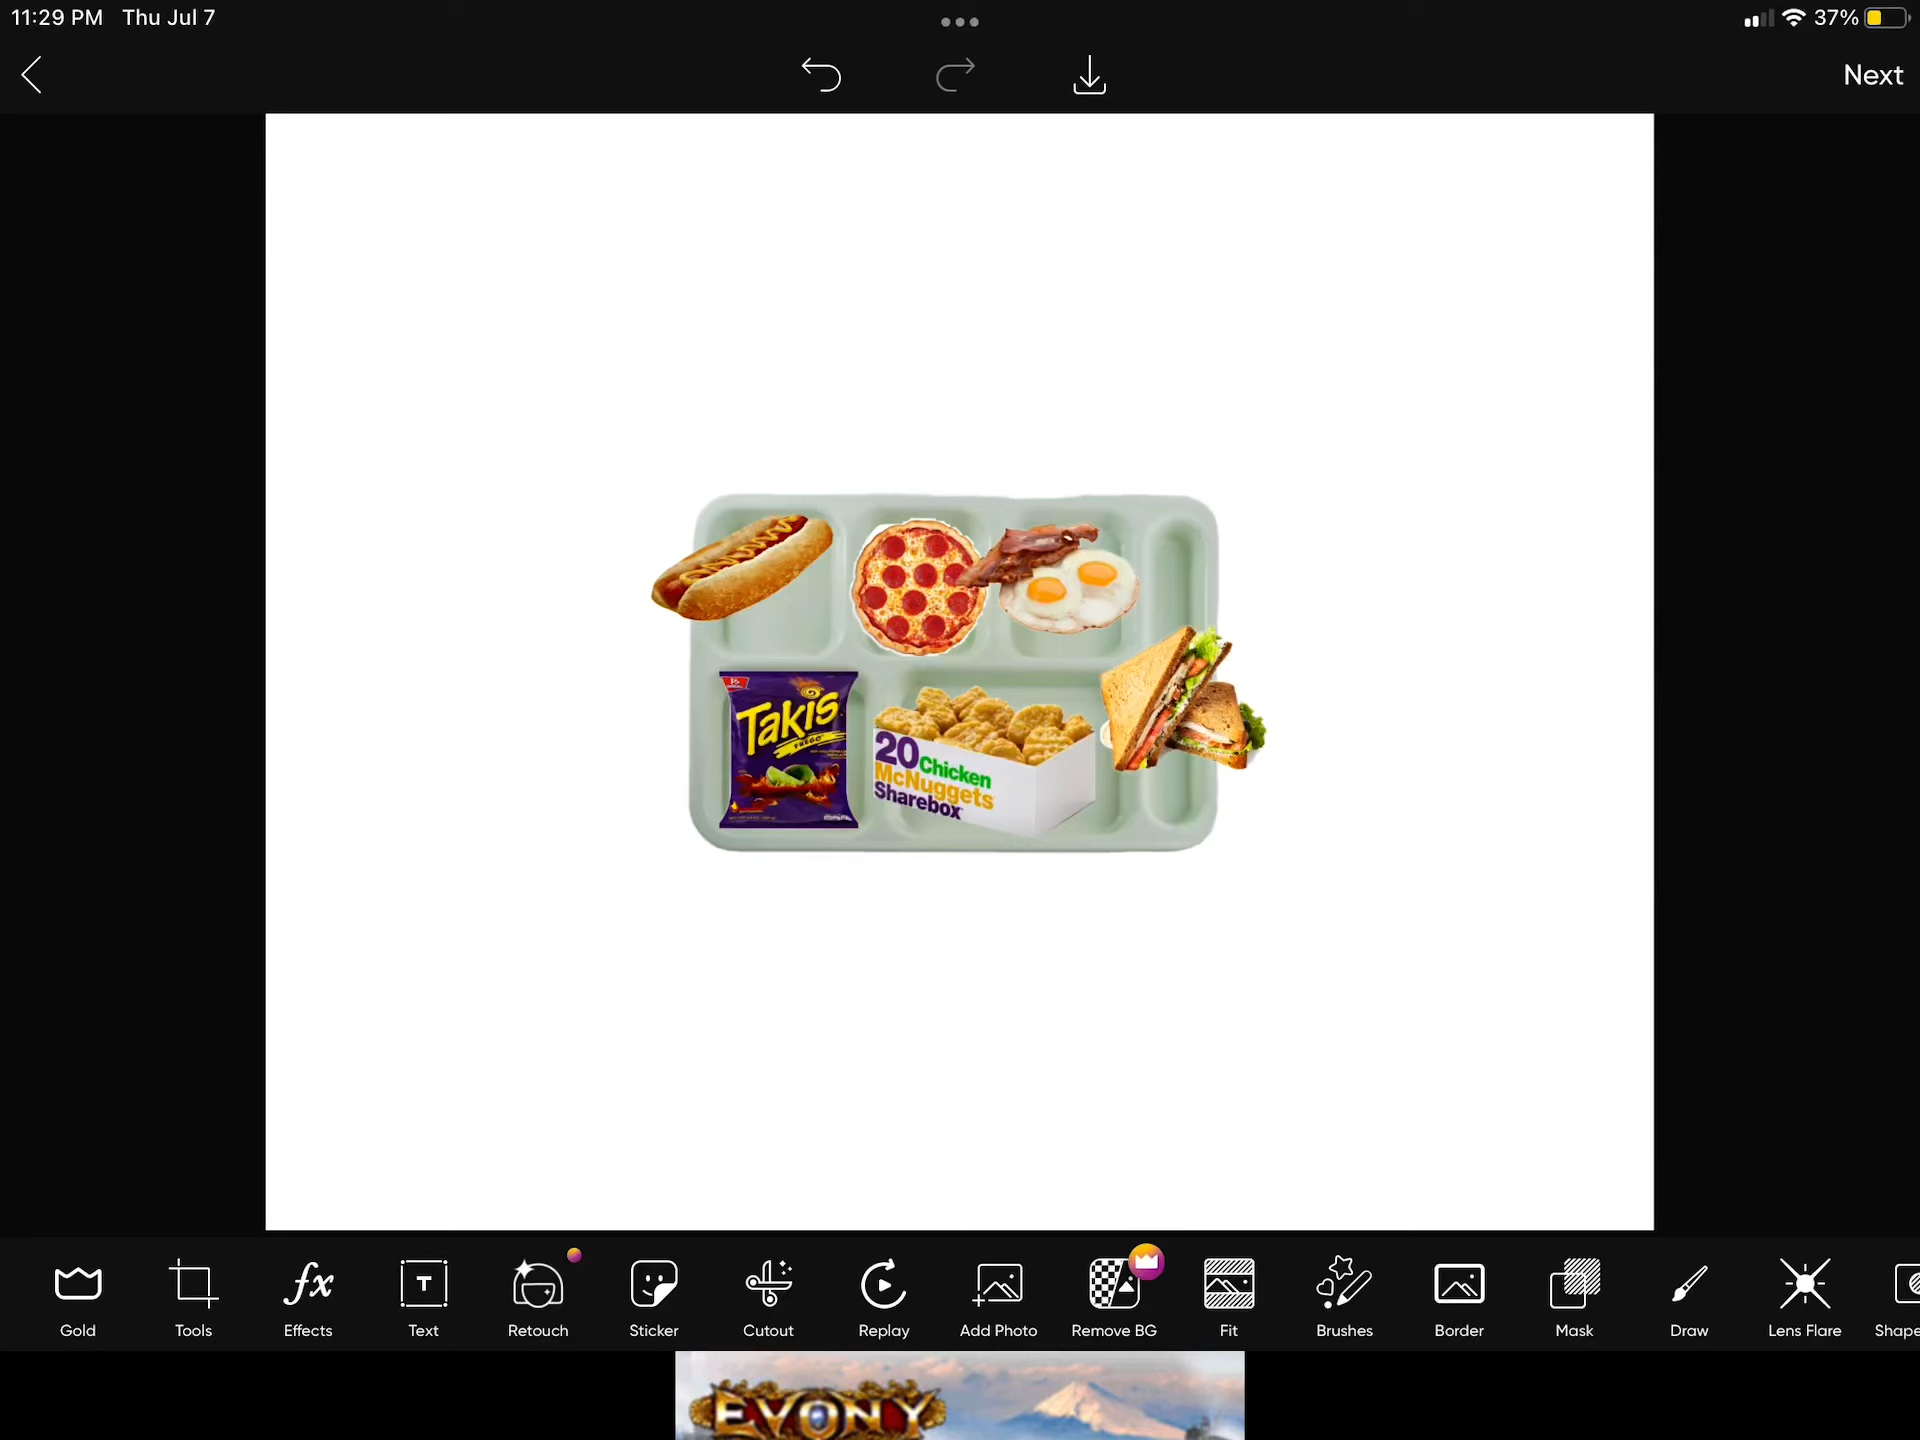 11:29 PM Thu Jul 7
37%
Next
Takis
FUEGO
20 Chicken
McNuggets
Sharebox
Gold
Tools
Effects
Text
Retouch
Sticker
Cutout
Replay
Add Photo
Remove BG
Fit
Brushes
Border
Mask
Draw
Lens Flare
Shape
EVONY